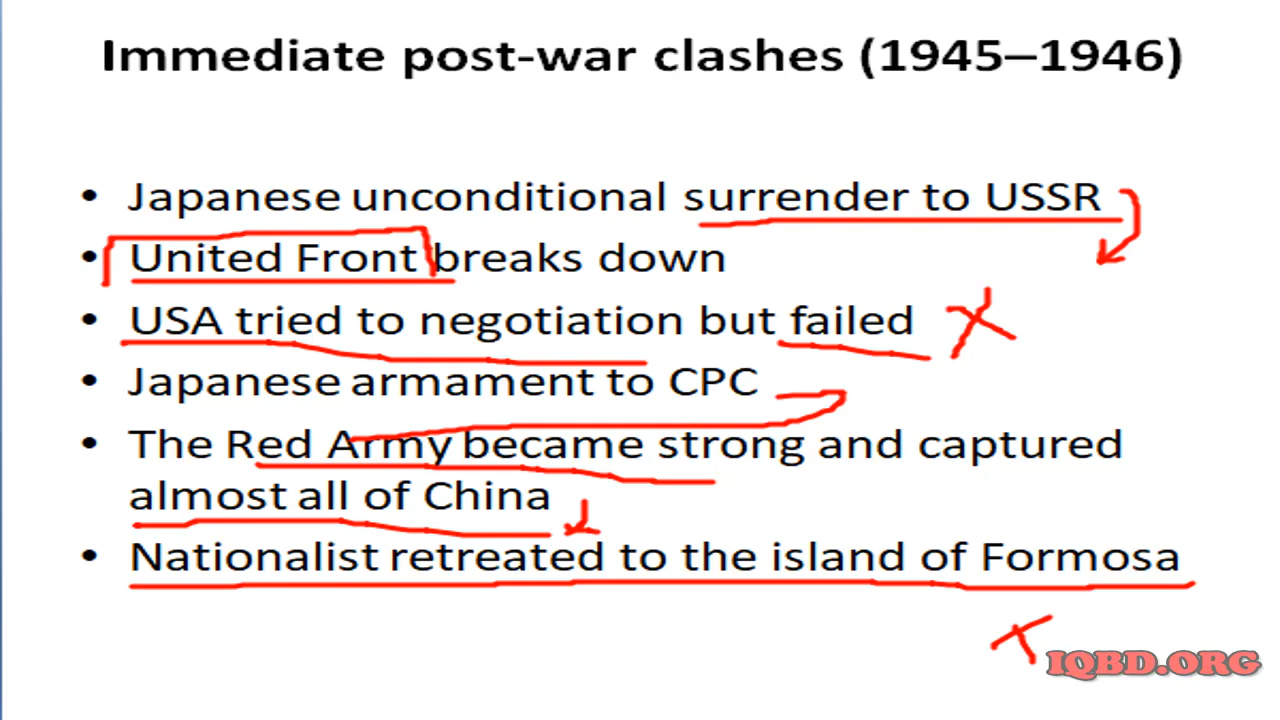 Immediate post-war clashes (1945–1946)
• Japanese unconditional surrender to USSR
• United Front breaks down
• USA tried to negotiation but failed
• Japanese armament to CPC
• The Red Army became strong and captured
almost all of China
• Nationalist retreated to the island of Formosa
IQBD.ORG